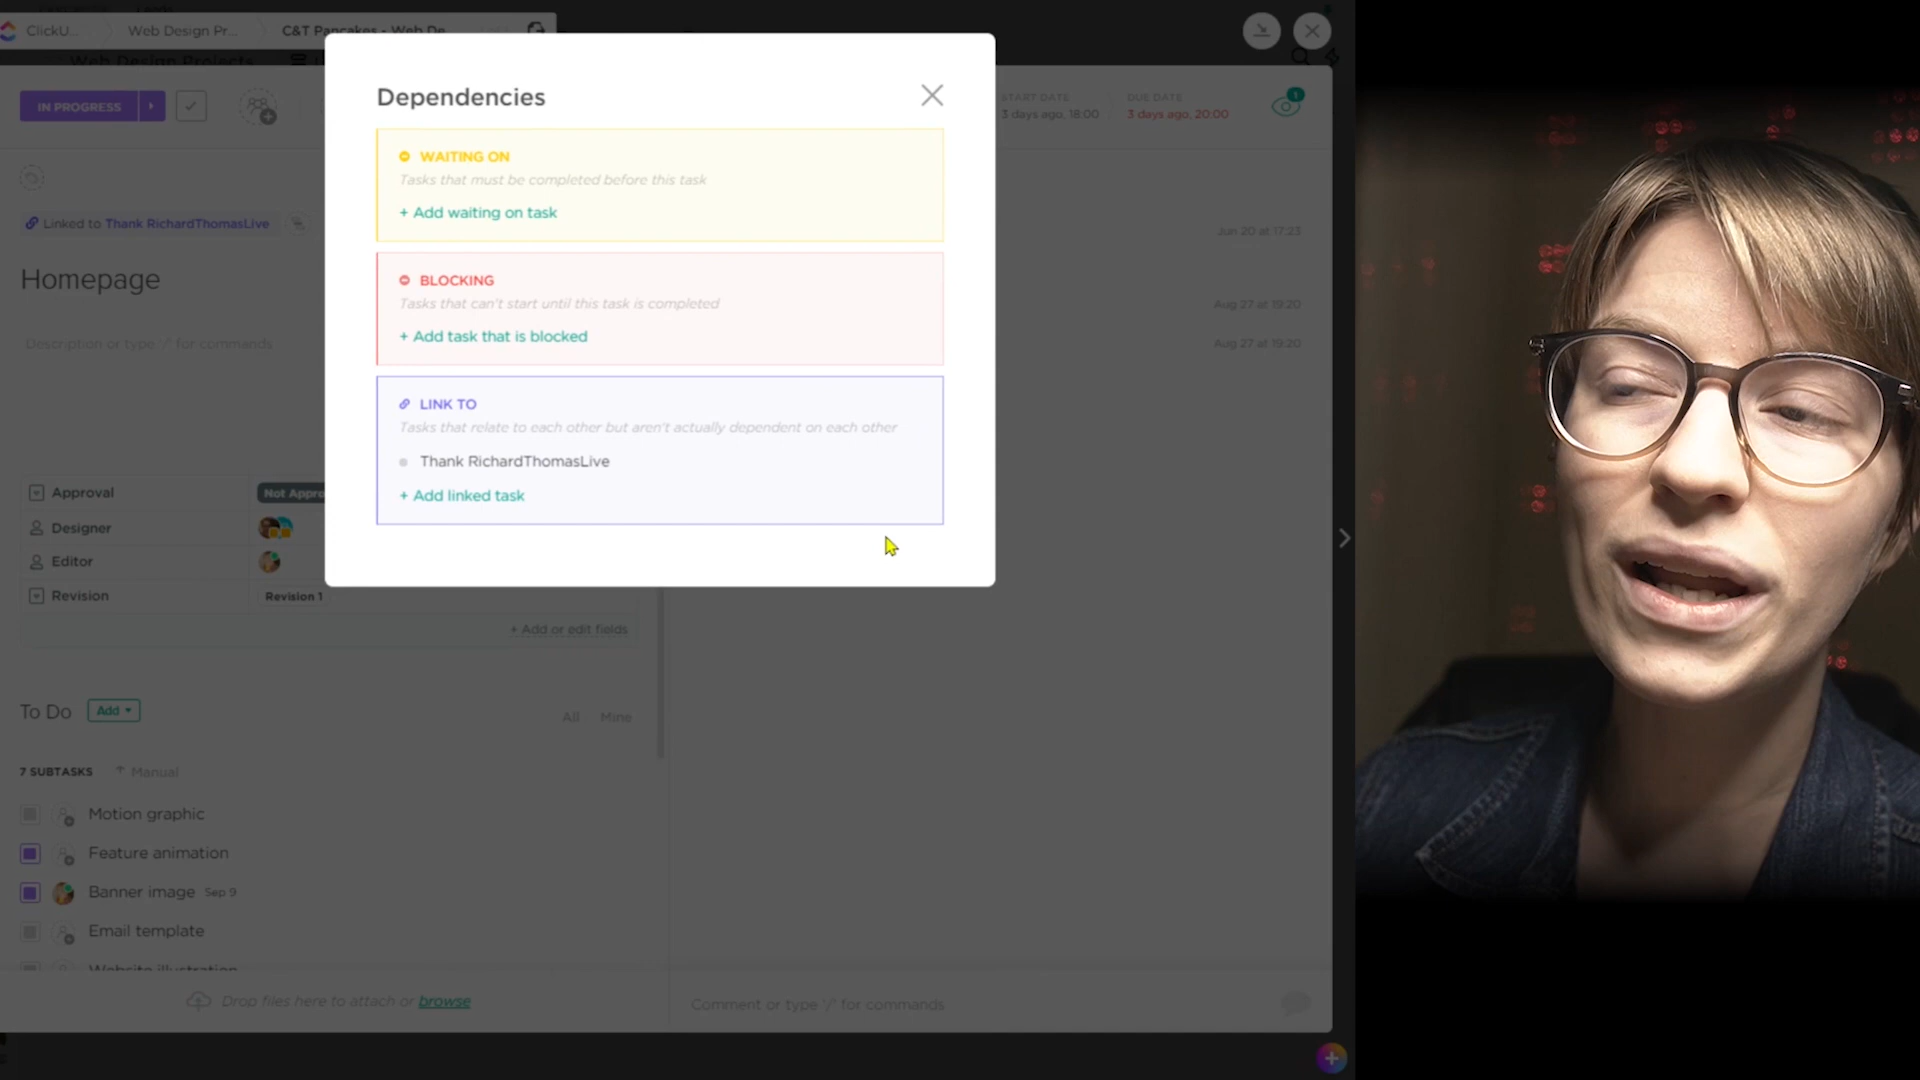 ClickU...
Web Design Pr...
C&T Pancakes - Web De
Web Design Projects
Dependencies
IN PROGRESS
START DATE
3 days ago, 18:00
DUE DATE
3 days ago, 20:00
1
WAITING ON
Tasks that must be completed before this task
+ Add waiting on task
Linked to Thank RichardThomasLive
Jun 20 at 17:23
Homepage
BLOCKING
Tasks that can't start until this task is completed
+ Add task that is blocked
Aug 27 at 19:20
Description or type '/' for commands
Aug 27 at 19:20
LINK TO
Tasks that relate to each other but aren't actually dependent on each other
Thank RichardThomasLive
+ Add linked task
Approval
Not Appro
Designer
Editor
Revision
Revision 1
+ Add or edit fields
To Do
Add
All
Mine
7 SUBTASKS
Manual
Motion graphic
Feature animation
Banner image
Sep 9
Email template
Website illustration
Drop files here to attach or browse
Comment or type '/' for commands